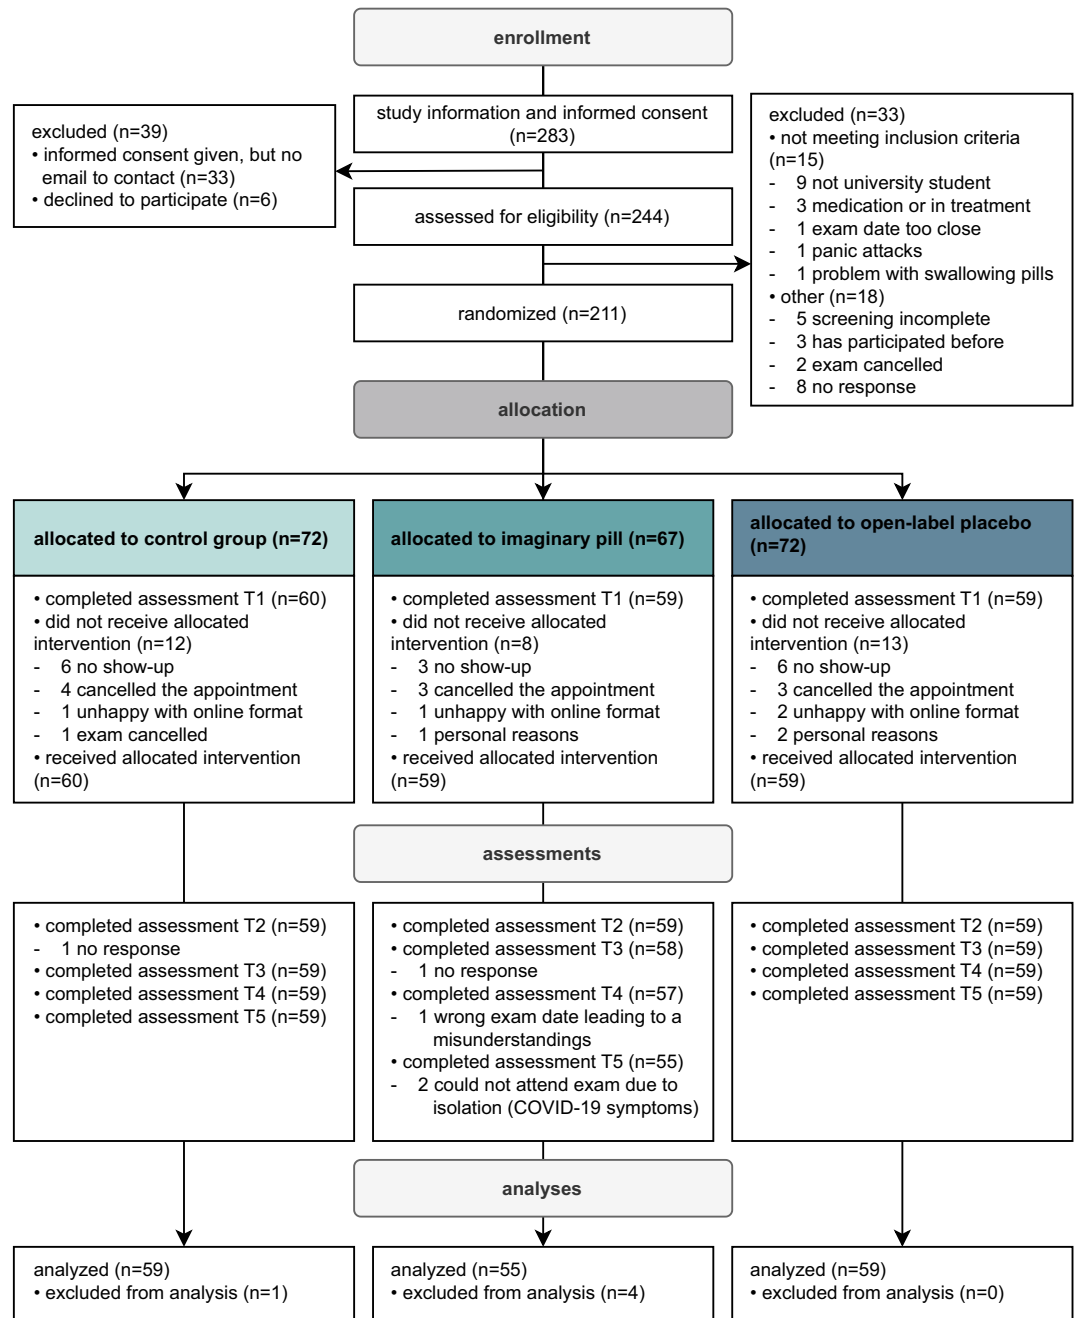 enrollment
study information and informed consent
(n=283)
excluded (n=39)
• informed consent given, but no
email to contact (n=33)
• declined to participate (n=6)
assessed for eligibility (n=244)
excluded (n=33)
• not meeting inclusion criteria
(n=15)
- 9 not university student
- 3 medication or in treatment
- 1 exam date too close
- 1 panic attacks
- 1 problem with swallowing pills
• other (n=18)
- 5 screening incomplete
- 3 has participated before
- 2 exam cancelled
- 8 no response
randomized (n=211)
allocation
allocated to control group (n=72)
• completed assessment T1 (n=60)
• did not receive allocated
intervention (n=12)
- 6 no show-up
- 4 cancelled the appointment
- 1 unhappy with online format
- 1 exam cancelled
• received allocated intervention
(n=60)
allocated to imaginary pill (n=67)
• completed assessment T1 (n=59)
• did not receive allocated
intervention (n=8)
- 3 no show-up
- 3 cancelled the appointment
- 1 unhappy with online format
- 1 personal reasons
• received allocated intervention
(n=59)
allocated to open-label placebo
(n=72)
• completed assessment T1 (n=59)
• did not receive allocated
intervention (n=13)
- 6 no show-up
- 3 cancelled the appointment
- 2 unhappy with online format
- 2 personal reasons
• received allocated intervention
(n=59)
assessments
• completed assessment T2 (n=59)
- 1 no response
• completed assessment T3 (n=59)
• completed assessment T4 (n=59)
• completed assessment T5 (n=59)
• completed assessment T2 (n=59)
• completed assessment T3 (n=58)
- 1 no response
• completed assessment T4 (n=57)
- 1 wrong exam date leading to a
misunderstandings
• completed assessment T5 (n=55)
- 2 could not attend exam due to
isolation (COVID-19 symptoms)
• completed assessment T2 (n=59)
• completed assessment T3 (n=59)
• completed assessment T4 (n=59)
• completed assessment T5 (n=59)
analyses
analyzed (n=59)
• excluded from analysis (n=1)
analyzed (n=55)
• excluded from analysis (n=4)
analyzed (n=59)
• excluded from analysis (n=0)